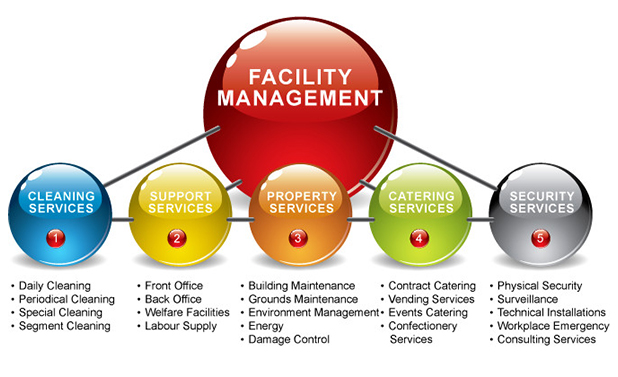 FACILITY
MANAGEMENT
CLEANING
SERVICES
1
SUPPORT
SERVICES
2
PROPERTY
SERVICES
3
CATERING
SERVICES
4
SECURITY
SERVICES
5
• Daily Cleaning
• Periodical Cleaning
• Special Cleaning
• Segment Cleaning
• Front Office
• Back Office
• Welfare Facilities
• Labour Supply
• Building Maintenance
• Grounds Maintenance
• Environment Management
• Energy
• Damage Control
• Contract Catering
• Vending Services
• Events Catering
• Confectionery
Services
• Physical Security
• Surveillance
• Technical Installations
• Workplace Emergency
• Consulting Services